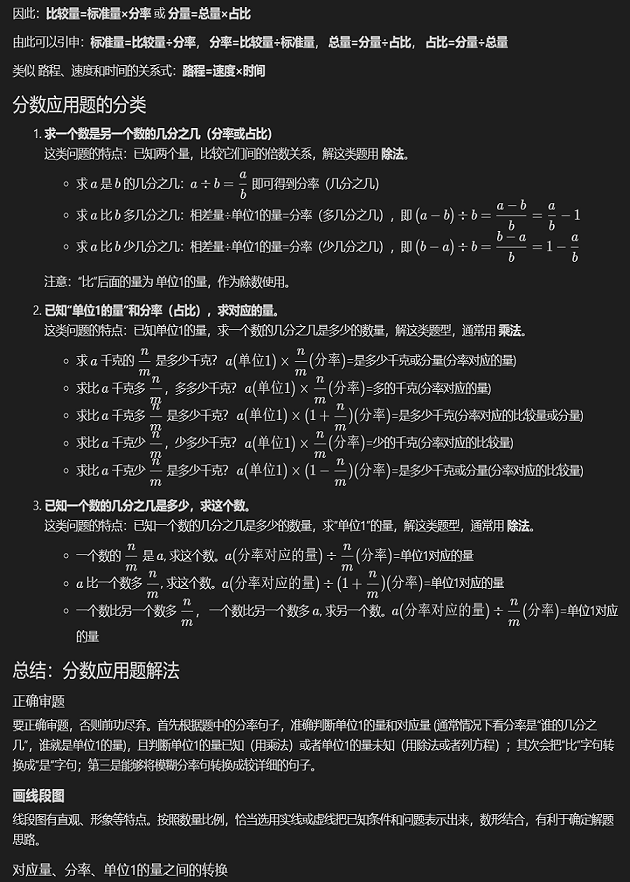 因此：比较量=标准量×分率 或 分量=总量×占比
由此可以引申：标准量=比较量÷分率， 分率=比较量÷标准量， 总量=分量÷占比， 占比=分量÷总量
类似 路程、速度和时间的关系式：路程=速度×时间
分数应用题的分类
1. 求一个数是另一个数的几分之几（分率或占比）
这类问题的特点：已知两个量，比较它们间的倍数关系，解这类题用 除法。
求 a 是 b 的几分之几：a ÷ b = a/b 即可得到分率（几分之几）
求 a 比 b 多几分之几：相差量÷单位1的量=分率（多几分之几），即 (a − b) ÷ b = (a − b)/b = a/b − 1
求 a 比 b 少几分之几：相差量÷单位1的量=分率（少几分之几），即 (b − a) ÷ b = (b − a)/b = 1 − a/b
注意：“比”后面的量为 单位1的量，作为除数使用。
2. 已知“单位1的量”和分率（占比），求对应的量。
这类问题的特点：已知单位1的量，求一个数的几分之几是多少的数量，解这类题型，通常用 乘法。
求 a 千克的 n/m 是多少千克？ a(单位1) × n/m(分率)=是多少千克或分量(分率对应的量)
求比 a 千克多 n/m，多多少千克？ a(单位1) × n/m(分率)=多的千克(分率对应的量)
求比 a 千克多 n/m 是多少千克？ a(单位1) × (1 + n/m)(分率)=是多少千克(分率对应的比较量或分量)
求比 a 千克少 n/m，少多少千克？ a(单位1) × n/m(分率)=少的千克(分率对应的比较量)
求比 a 千克少 n/m 是多少千克？ a(单位1) × (1 − n/m)(分率)=是多少千克或分量(分率对应的比较量)
3. 已知一个数的几分之几是多少，求这个数。
这类问题的特点：已知一个数的几分之几是多少的数量，求“单位1”的量，解这类题型，通常用 除法。
一个数的 n/m 是 a, 求这个数。a(分率对应的量) ÷ n/m(分率)=单位1对应的量
a 比一个数多 n/m, 求这个数。a(分率对应的量) ÷ (1 + n/m)(分率)=单位1对应的量
一个数比另一个数多 n/m， 一个数比另一个数多 a, 求另一个数。a(分率对应的量) ÷ n/m(分率)=单位1对应
的量
总结：分数应用题解法
正确审题
要正确审题，否则前功尽弃。首先根据题中的分率句子，准确判断单位1的量和对应量 (通常情况下看分率是“谁的几分之
几”，谁就是单位1的量)，且判断单位1的量已知（用乘法）或者单位1的量未知（用除法或者列方程）；其次会把“比”字句转
换成“是”字句；第三是能够将模糊分率句转换成较详细的句子。
画线段图
线段图有直观、形象等特点。按照数量比例，恰当选用实线或虚线把已知条件和问题表示出来，数形结合，有利于确定解题
思路。
对应量、分率、单位1的量之间的转换